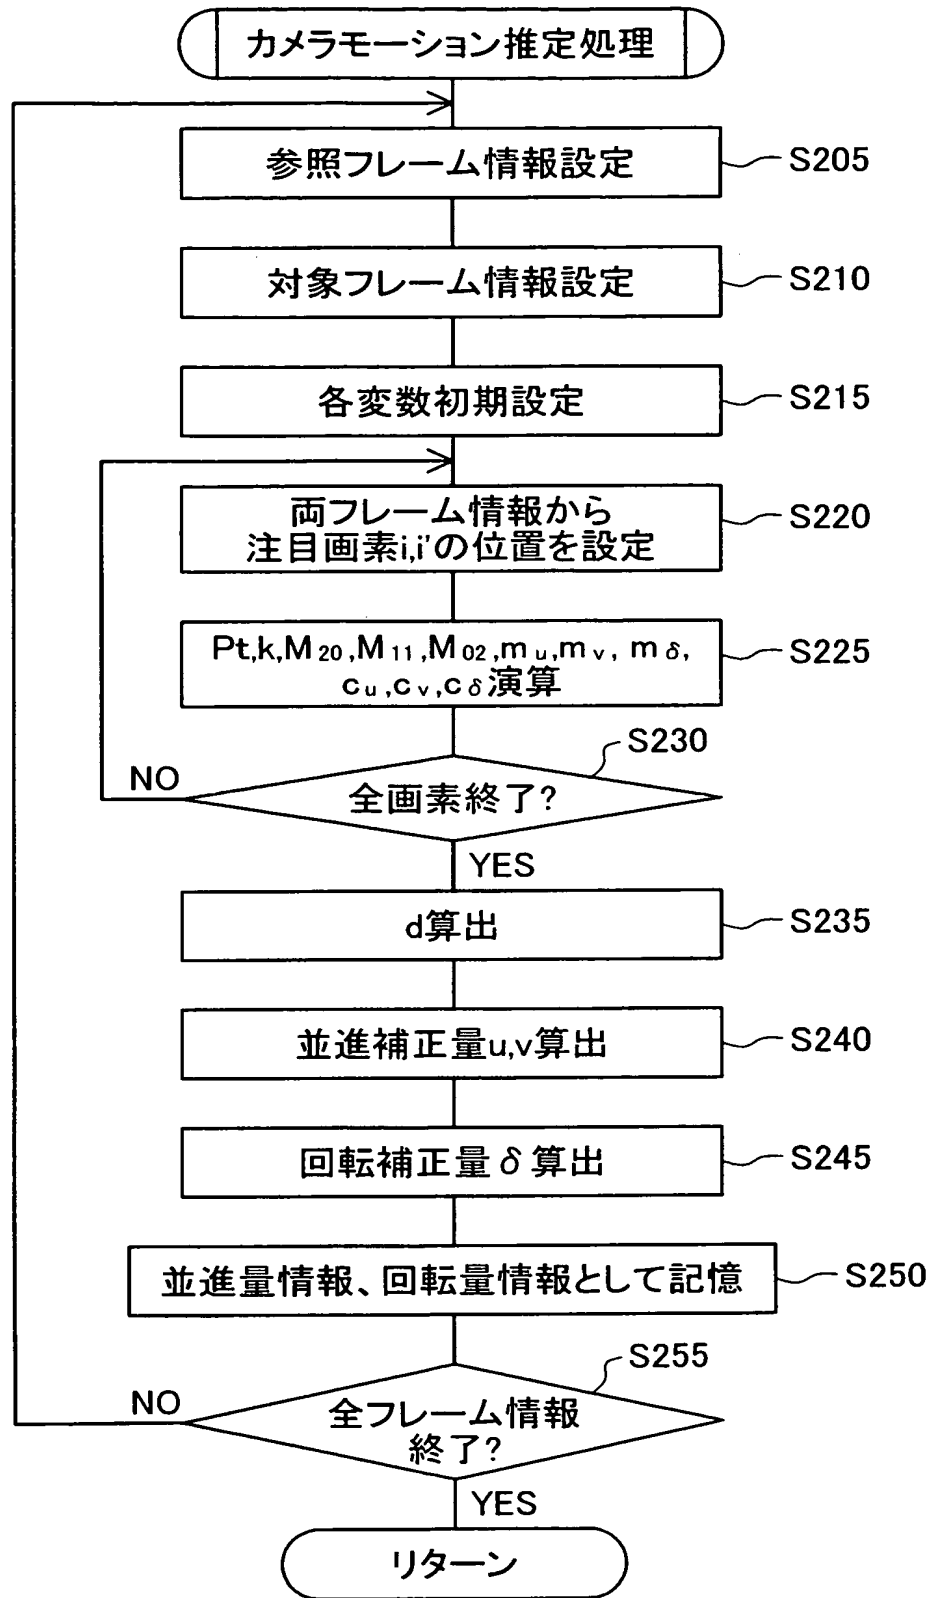 カメラモーション推定処理
参照フレーム情報設定
S205
対象フレーム情報設定
S210
各変数初期設定
S215
両フレーム情報から
注目画素i,i'の位置を設定
S220
Pt,k,M20,M11,M02,mu,mv, mδ,
cu,cv,cδ演算
S225
S230
全画素終了?
NO
YES
d算出
S235
並進補正量u,v算出
S240
回転補正量δ算出
S245
並進量情報、回転量情報として記憶
S250
S255
全フレーム情報
終了?
NO
YES
リターン